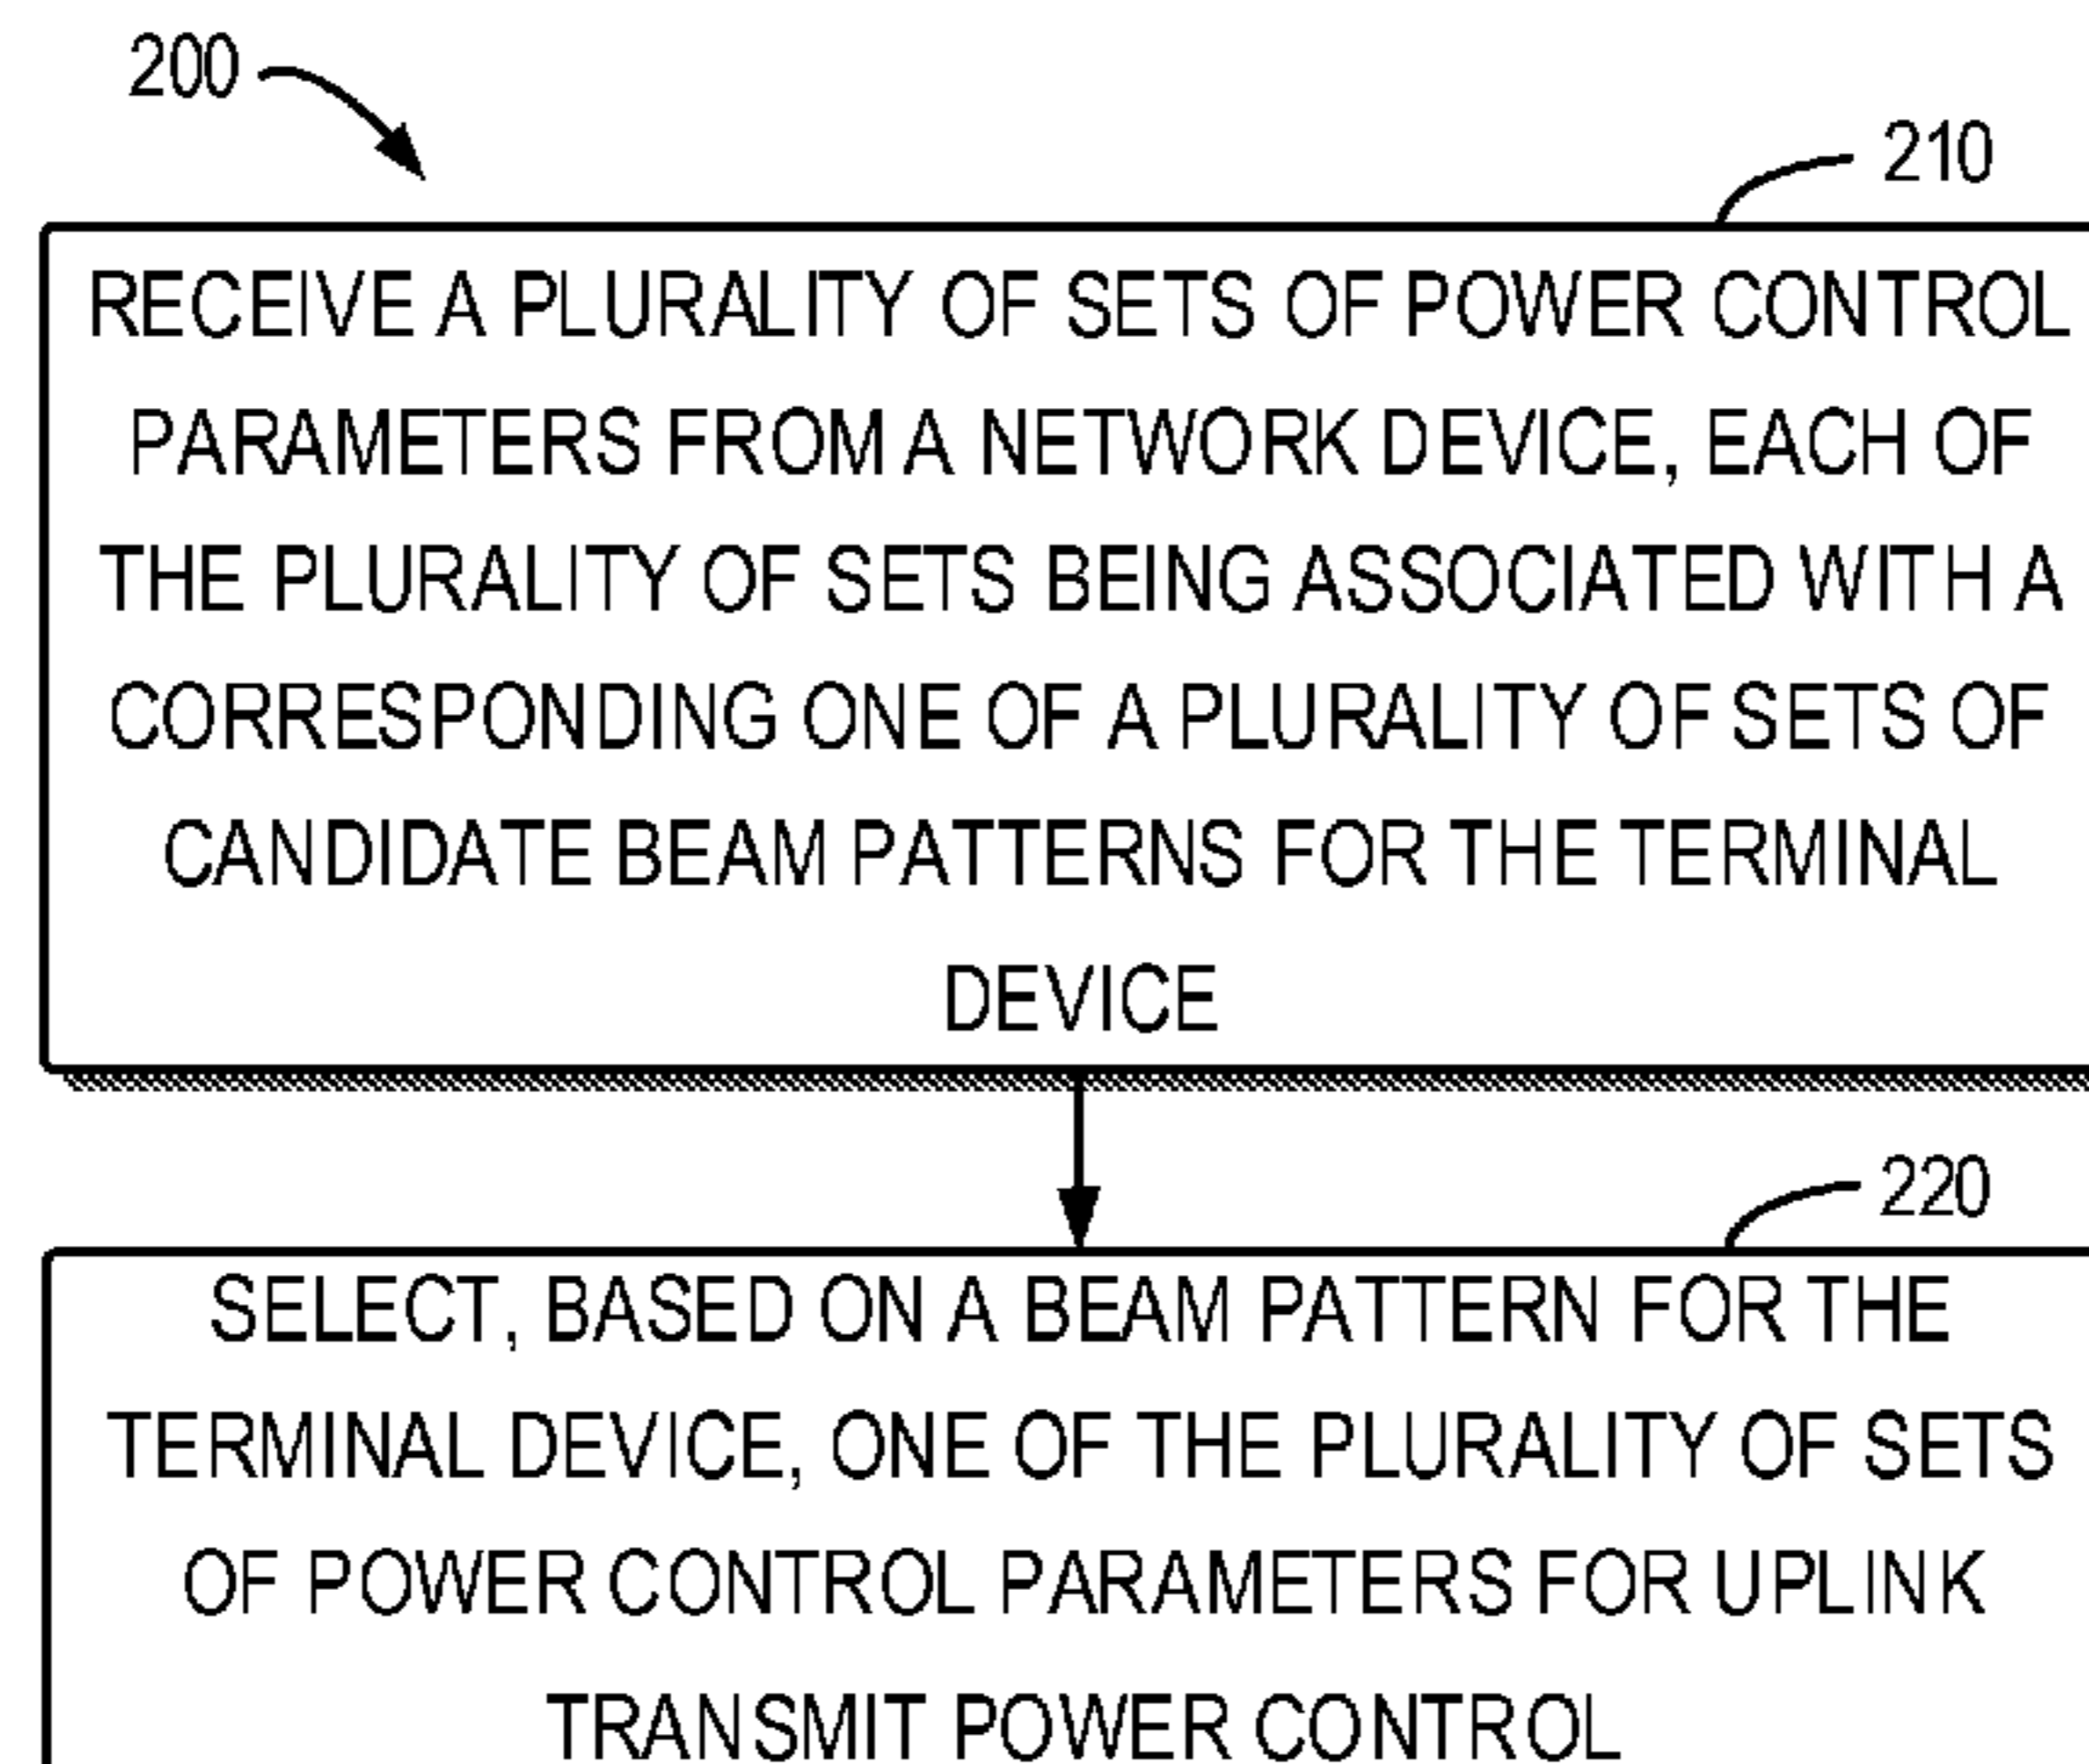 200
210
RECEIVE A PLURALITY OF SETS OF POWER CONTROL
PARAMETERS FROM A NETWORK DEVICE, EACH OF
THE PLURALITY OF SETS BEING ASSOCIATED WITH A
CORRESPONDING ONE OF A PLURALITY OF SETS OF
CANDIDATE BEAM PATTERNS FOR THE TERMINAL
DEVICE
220
SELECT, BASED ON A BEAM PATTERN FOR THE
TERMINAL DEVICE, ONE OF THE PLURALITY OF SETS
OF POWER CONTROL PARAMETERS FOR UPLINK
TRANSMIT POWER CONTROL